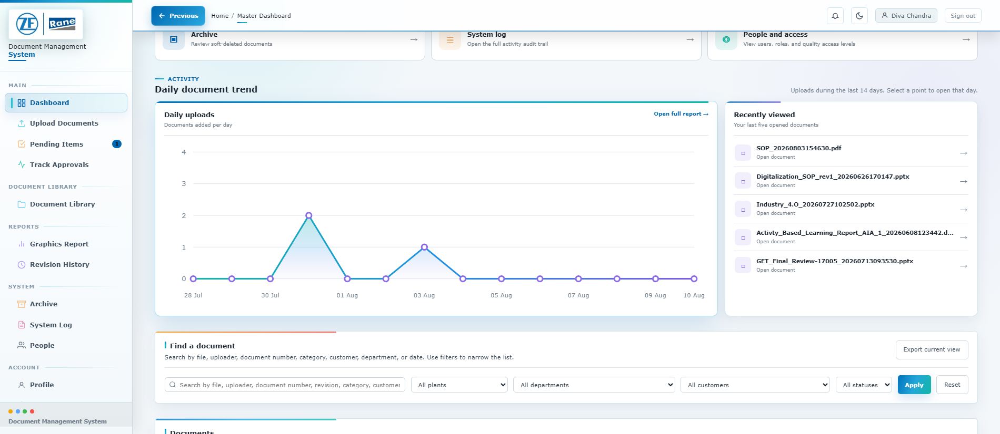 ZF
Rane
Document Management
System
MAIN
Dashboard
Upload Documents
Pending Items
1
Track Approvals
DOCUMENT LIBRARY
Document Library
REPORTS
Graphics Report
Revision History
SYSTEM
Archive
System Log
People
ACCOUNT
Profile
Document Management System
← Previous
Home / Master Dashboard
Diva Chandra
Sign out
Archive
Review soft-deleted documents
→
System log
Open the full activity audit trail
→
People and access
View users, roles, and quality access levels
→
ACTIVITY
Daily document trend
Uploads during the last 14 days. Select a point to open that day.
Daily uploads
Documents added per day
Open full report →
4
3
2
1
0
28 Jul
30 Jul
01 Aug
03 Aug
05 Aug
07 Aug
09 Aug
10 Aug
Recently viewed
Your last five opened documents
SOP_20260803154630.pdf
Open document
→
Digitalization_SOP_rev1_20260626170147.pptx
Open document
→
Industry_4.O_20260727102502.pptx
Open document
→
Activty_Based_Learning_Report_AIA_1_20260608123442.d...
Open document
→
GET_Final_Review-17005_20260713093530.pptx
Open document
→
Find a document
Search by file, uploader, document number, category, customer, department, or date. Use filters to narrow the list.
Export current view
Search by file, uploader, document number, revision, category, customer
All plants
All departments
All customers
All statuses
Apply
Reset
Documents